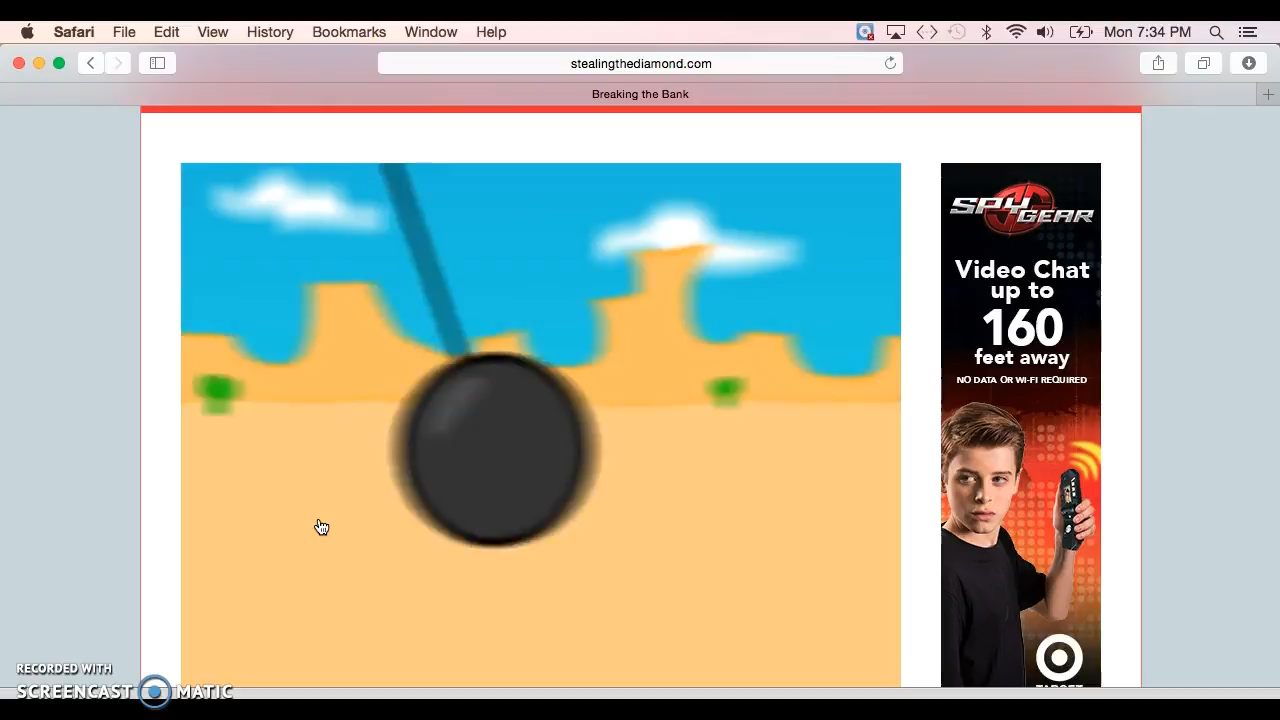 Safari File Edit View History Bookmarks Window Help Mon 7:34 PM
stealingthediamond.com
Breaking the Bank
SPY GEAR
Video Chat
up to
160
feet away
NO DATA OR WI-FI REQUIRED
RECORDED WITH
SCREENCAST MATIC